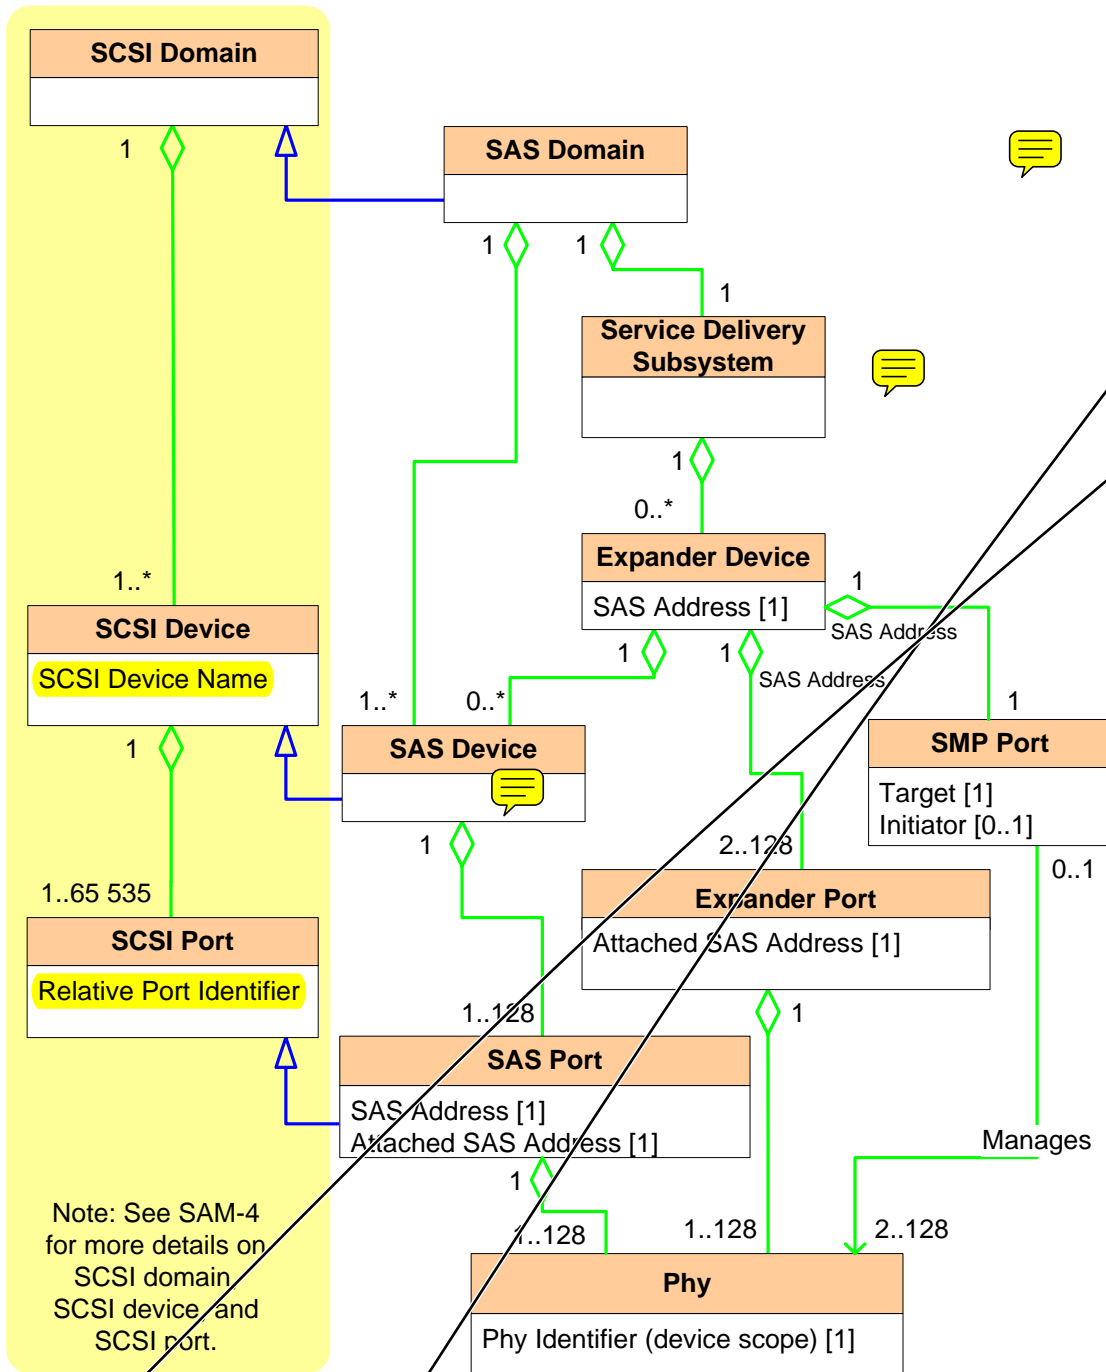 SCSI Domain
1
SAS Domain
1
1
1
Service Delivery
Subsystem
1
0..*
Expander Device
SAS Address [1]
1
SAS Address
1
1
SAS Address
1..*
SCSI Device
SCSI Device Name
1
1..*
0..*
SAS Device
1
1
SMP Port
Target [1]
Initiator [0..1]
0..1
2..128
Expander Port
Attached SAS Address [1]
1
1..65 535
SCSI Port
Relative Port Identifier
1..128
SAS Port
SAS Address [1]
Attached SAS Address [1]
1
Manages
1..128
1..128
2..128
Phy
Phy Identifier (device scope) [1]
Note: See SAM-4
for more details on
SCSI domain,
SCSI device, and
SCSI port.